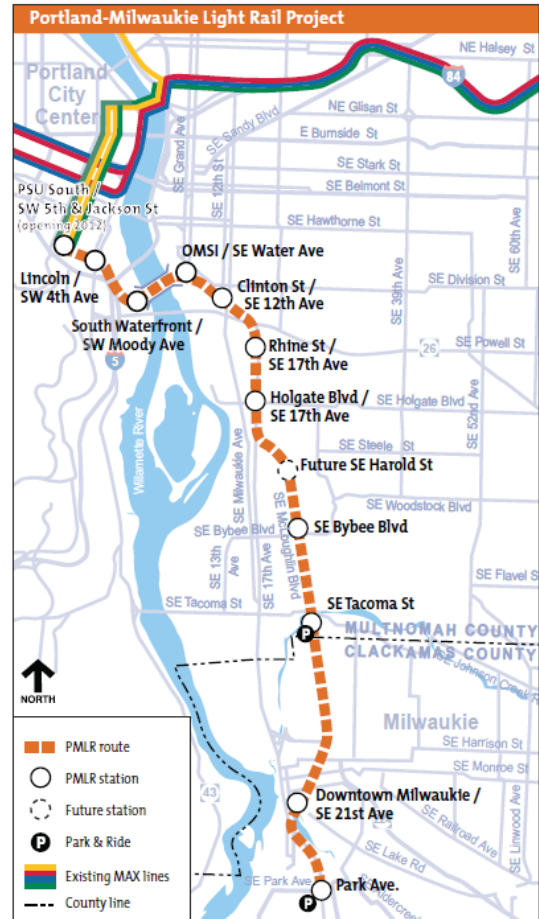 Portland-Milwaukie Light Rail Project
NE Halsey St
Portland
City
Center
84
NE Glisan St
SE Sandy Blvd
E Burnside St
SE Grand Ave
SE 12th St
SE Stark St
SE Belmont St
PSU South /
SW 5th & Jackson St
(opening 2012)
SE Hawthorne St
SE 60th Ave
SE 39th Ave
OMSI / SE Water Ave
Lincoln /
SW 4th Ave
Clinton St /
SE 12th Ave
SE Division St
South Waterfront /
SW Moody Ave
Rhine St /
SE 17th Ave
26
SE Powell St
5
Holgate Blvd /
SE 17th Ave
SE Holgate Blvd
SE 52nd Ave
Willamette River
SE Milwaukie Ave
SE Steele St
Future SE Harold St
SE McLoughlin Blvd
SE Woodstock Blvd
SE Bybee Blvd
SE Bybee Blvd
SE 13th
Ave
SE 17th Ave
SE Flavel St
SE Tacoma St
SE Tacoma St
P
MULTNOMAH COUNTY
CLACKAMAS COUNTY
SE Johnson Creek
NORTH
Milwaukie
SE Harrison St
SE Monroe St
PMLR route
PMLR station
Future station
P Park & Ride
Existing MAX lines
County line
43
Downtown Milwaukie /
SE 21st Ave
SE Railroad Ave
SE Linwood Ave
SE Lake Rd
SE Park Ave
Park Ave.
P